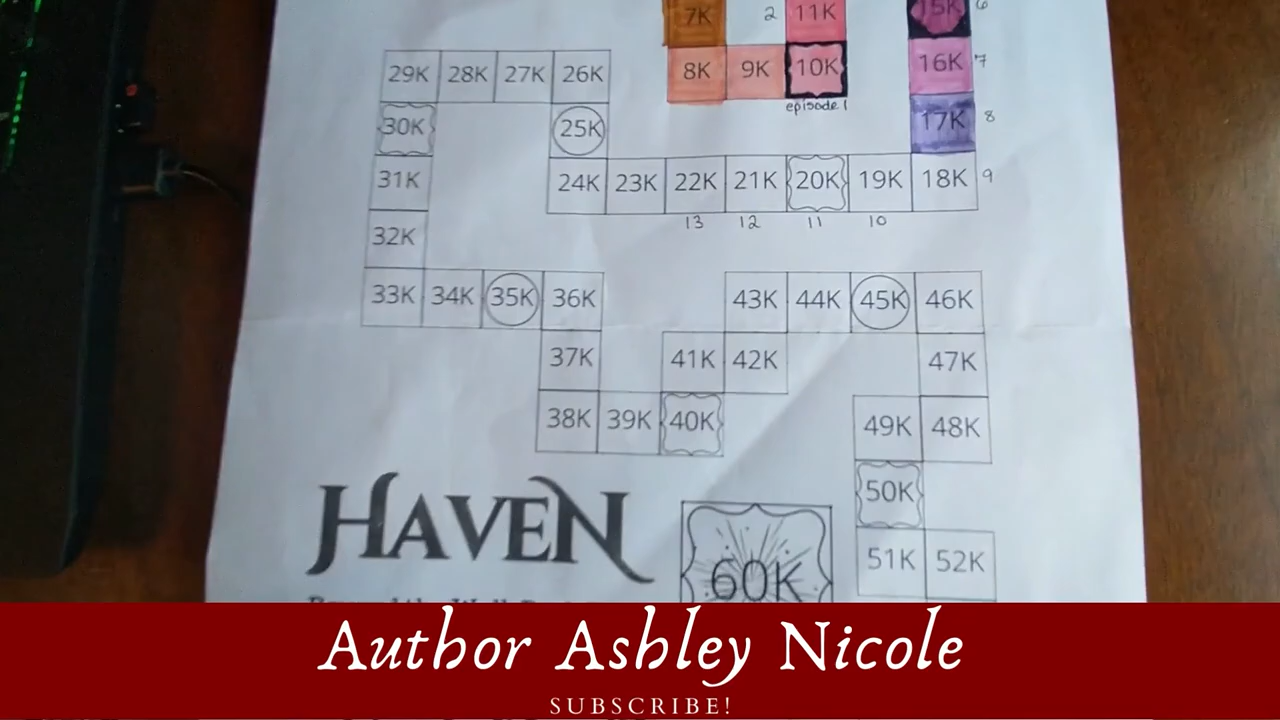 7K 2 11K 15K 6
29K 28K 27K 26K 8K 9K 10K 16K 7
episode 1
30K 25K 17K 8
31K 24K 23K 22K 21K 20K 19K 18K 9
13 12 11 10
32K
33K 34K 35K 36K 43K 44K 45K 46K
37K 41K 42K 47K
38K 39K 40K 49K 48K
50K
HAVEN
51K 52K
60K
Author Ashley Nicole
SUBSCRIBE!